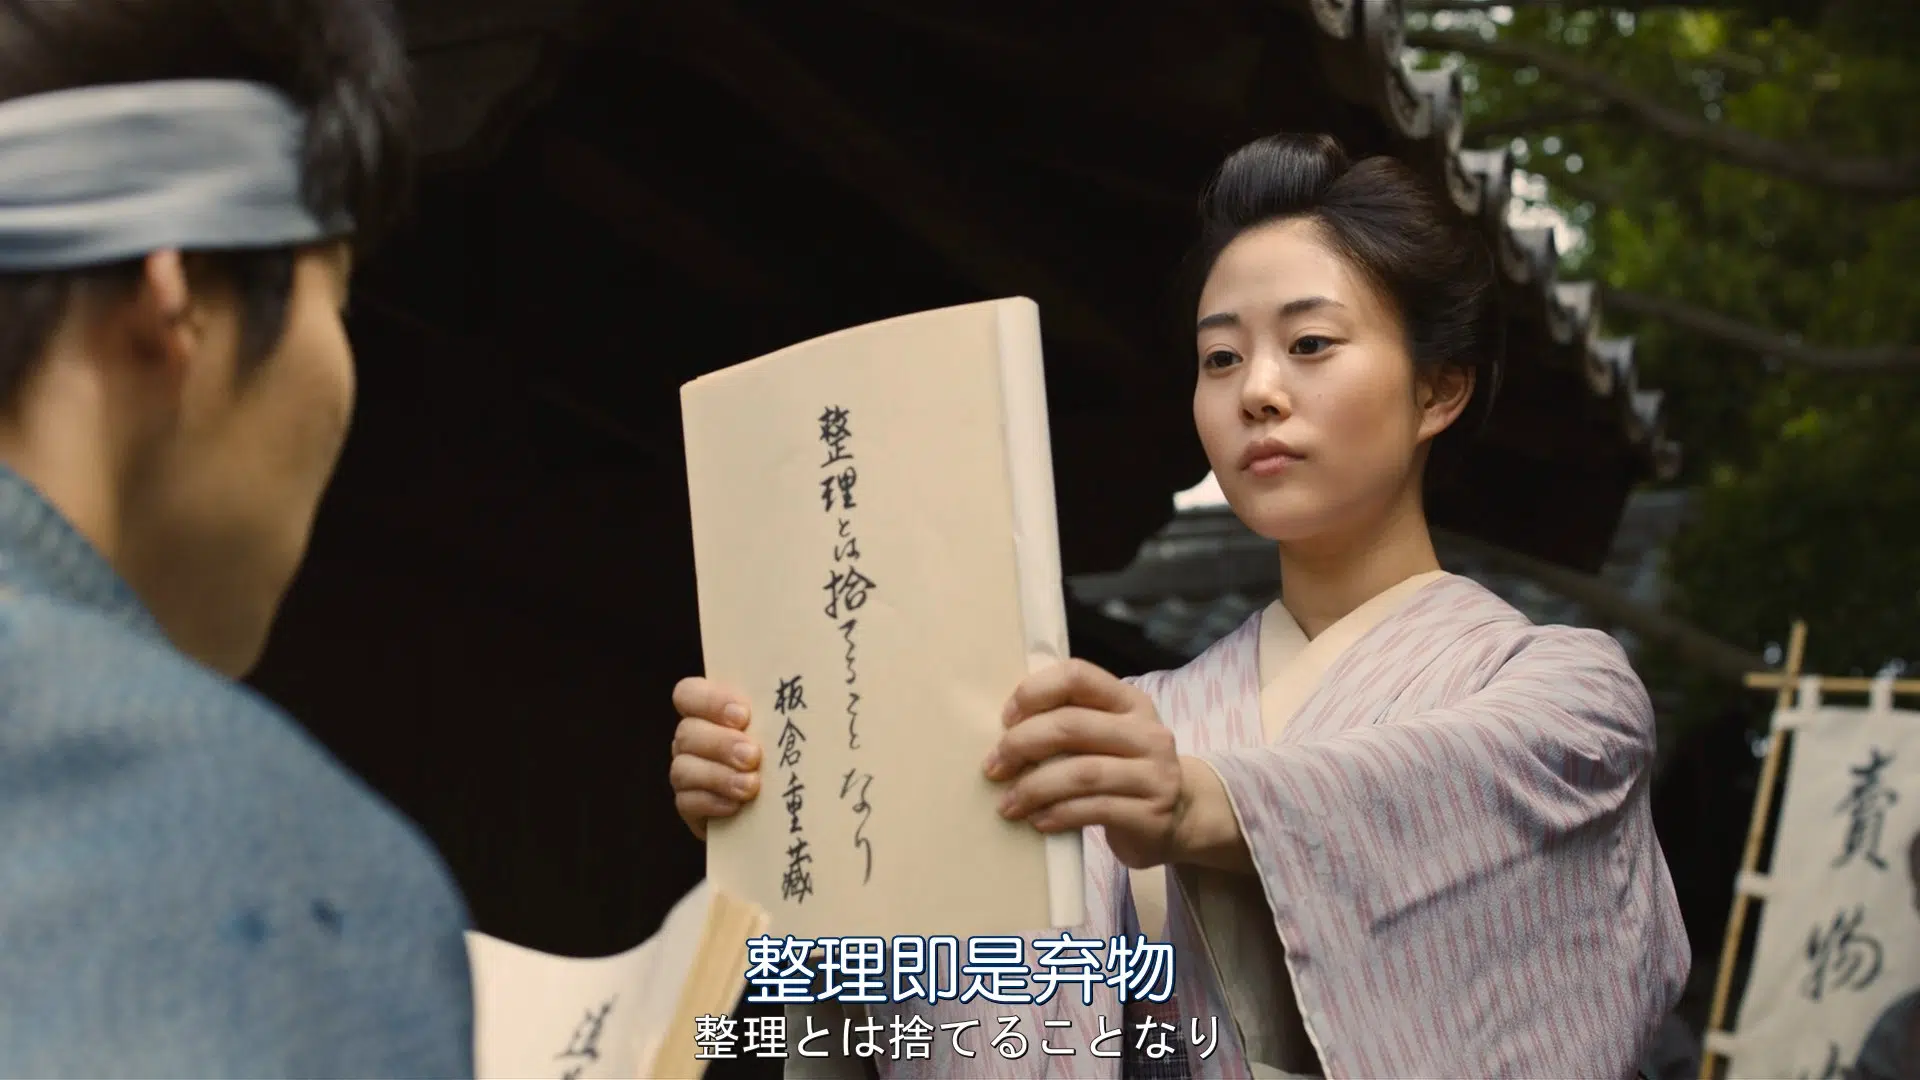 整理とは捨てることなり
板倉重蔵
賣物
整理即是弃物
整理とは捨てることなり